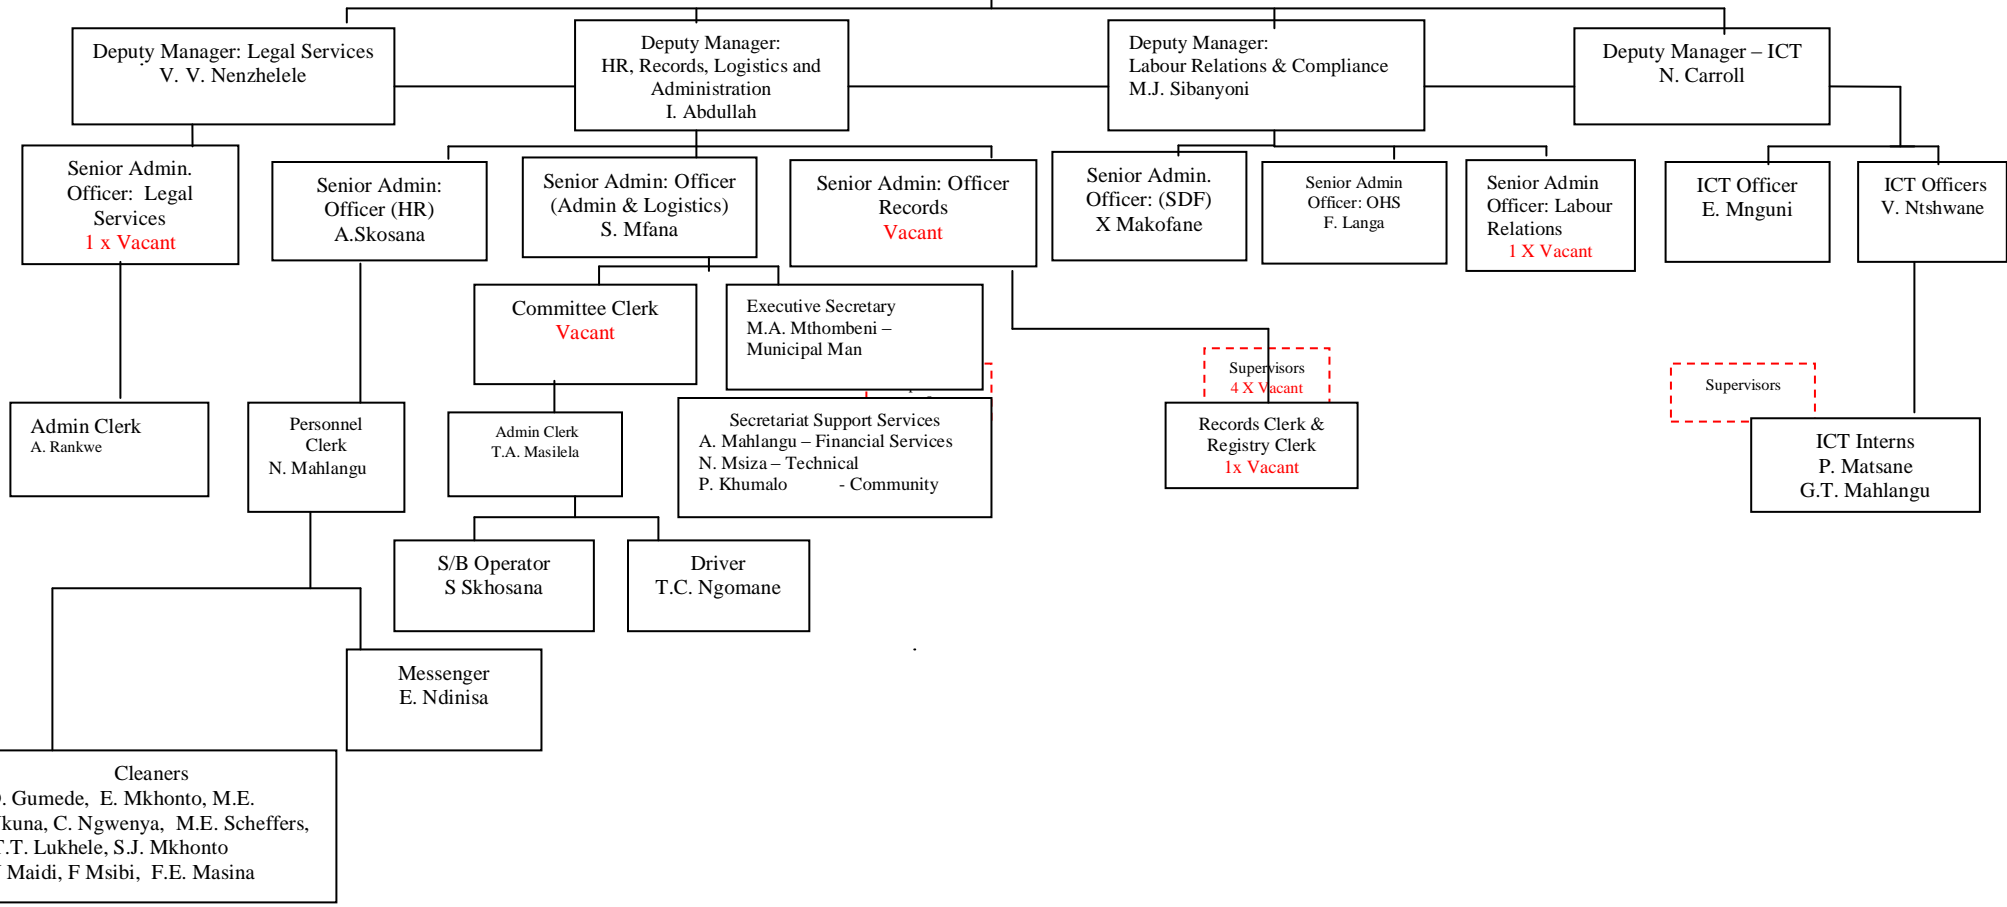 Deputy Manager: Legal Services
V. V. Nenzhelele
Deputy Manager:
HR, Records, Logistics and
Administration
I. Abdullah
Deputy Manager:
Labour Relations & Compliance
M.J. Sibanyoni
Deputy Manager – ICT
N. Carroll
Senior Admin.
Officer:  Legal
Services
1 x Vacant
Senior Admin:
Officer (HR)
A.Skosana
Senior Admin: Officer
(Admin & Logistics)
S. Mfana
Senior Admin: Officer
Records
Vacant
Senior Admin.
Officer: (SDF)
X Makofane
Senior Admin
Officer: OHS
F. Langa
Senior Admin
Officer: Labour
Relations
1 X Vacant
ICT Officer
E. Mnguni
ICT Officers
V. Ntshwane
Committee Clerk
Vacant
Executive Secretary
M.A. Mthombeni –
Municipal Man
Supervisors
4 X Vacant
Supervisors
Admin Clerk
A. Rankwe
Personnel
Clerk
N. Mahlangu
Admin Clerk
T.A. Masilela
Secretariat Support Services
A. Mahlangu – Financial Services
N. Msiza – Technical
P. Khumalo - Community
Records Clerk &
Registry Clerk
1x Vacant
ICT Interns
P. Matsane
G.T. Mahlangu
S/B Operator
S Skhosana
Driver
T.C. Ngomane
Messenger
E. Ndinisa
Cleaners
Gumede,  E. Mkhonto, M.E.
C. Ngwenya,  M.E. Scheffers,
T.T. Lukhele, S.J. Mkhonto
Maidi, F Msibi,  F.E. Masina